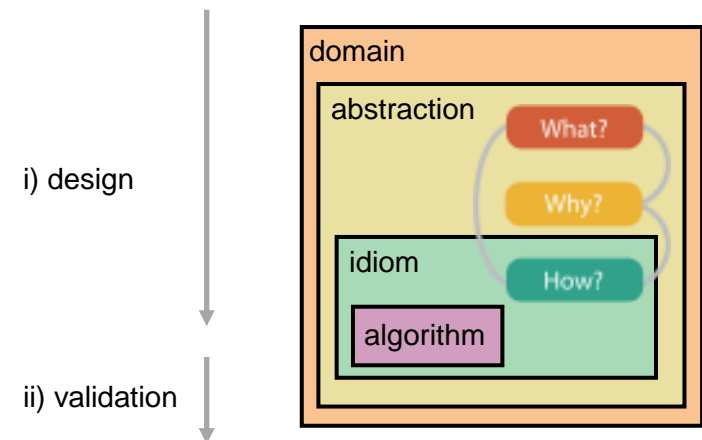 domain
abstraction
What?
i) design
Why?
idiom
How?
algorithm
ii) validation